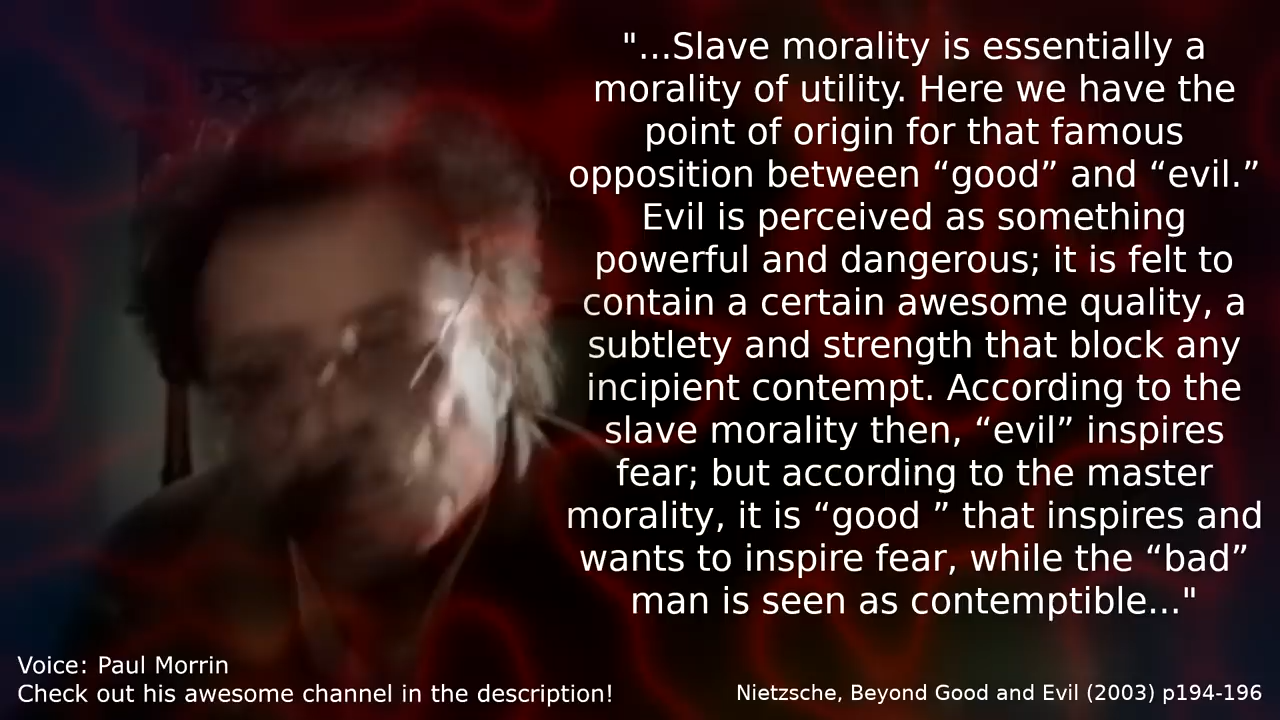 "...Slave morality is essentially a
morality of utility. Here we have the
point of origin for that famous
opposition between “good” and “evil.”
Evil is perceived as something
powerful and dangerous; it is felt to
contain a certain awesome quality, a
subtlety and strength that block any
incipient contempt. According to the
slave morality then, “evil” inspires
fear; but according to the master
morality, it is “good ” that inspires and
wants to inspire fear, while the “bad”
man is seen as contemptible..."
Voice: Paul Morrin
Check out his awesome channel in the description!
Nietzsche, Beyond Good and Evil (2003) p194-196